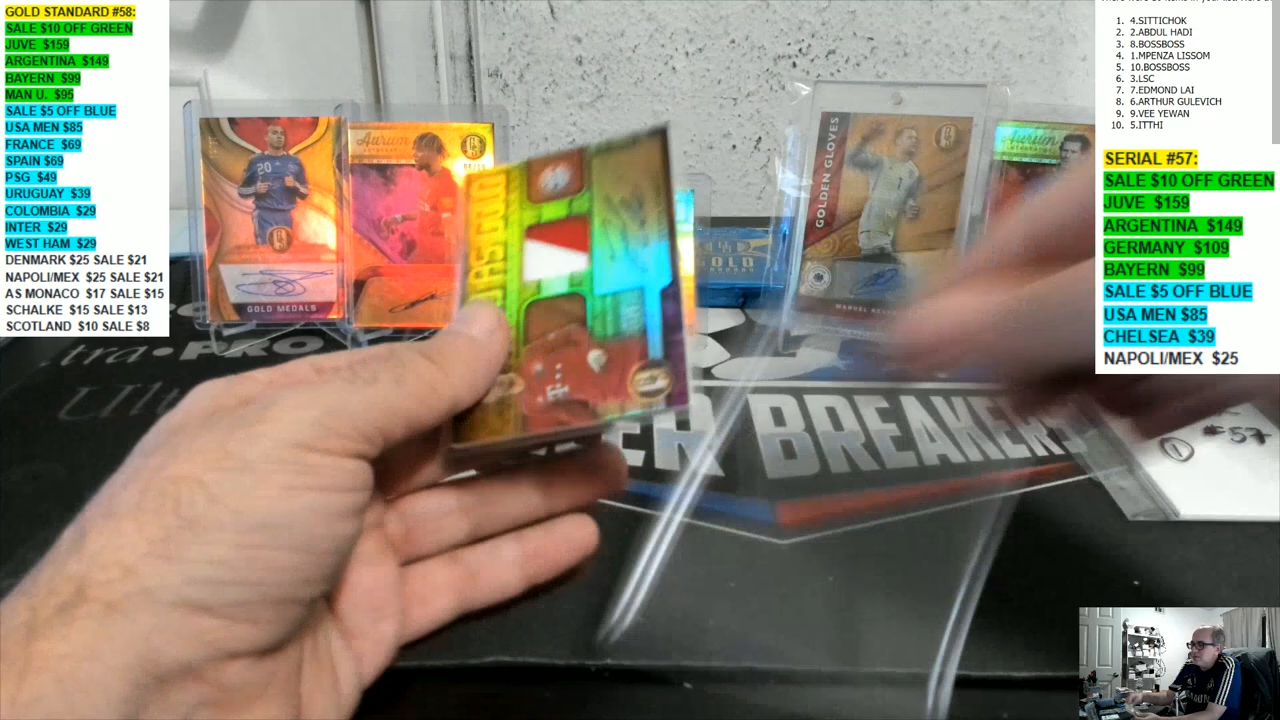 GOLD STANDARD #58:
SALE $10 OFF GREEN
JUVE $159
ARGENTINA $149
BAYERN $99
MAN U. $95
SALE $5 OFF BLUE
USA MEN $85
FRANCE $69
SPAIN $69
PSG $49
URUGUAY $39
COLOMBIA $29
INTER $29
WEST HAM $29
DENMARK $25 SALE $21
NAPOLI/MEX $25 SALE $21
AS MONACO $17 SALE $15
SCHALKE $15 SALE $13
SCOTLAND $10 SALE $8
1. 4.SITTICHOK
2. 2.ABDUL HADI
3. 8.BOSSBOSS
4. 1.MPENZA LISSOM
5. 10.BOSSBOSS
6. 3.LSC
7. 7.EDMOND LAI
8. 6.ARTHUR GULEVICH
9. 9.VEE YEWAN
10. 5.ITTHI
SERIAL #57:
SALE $10 OFF GREEN
JUVE $159
ARGENTINA $149
GERMANY $109
BAYERN $99
SALE $5 OFF BLUE
USA MEN $85
CHELSEA $39
NAPOLI/MEX $25
20
GOLD MEDALS
Aurum
GOLDEN GLOVES
1
MANUEL
GOLD
PRO
BREAKERS
1 #57